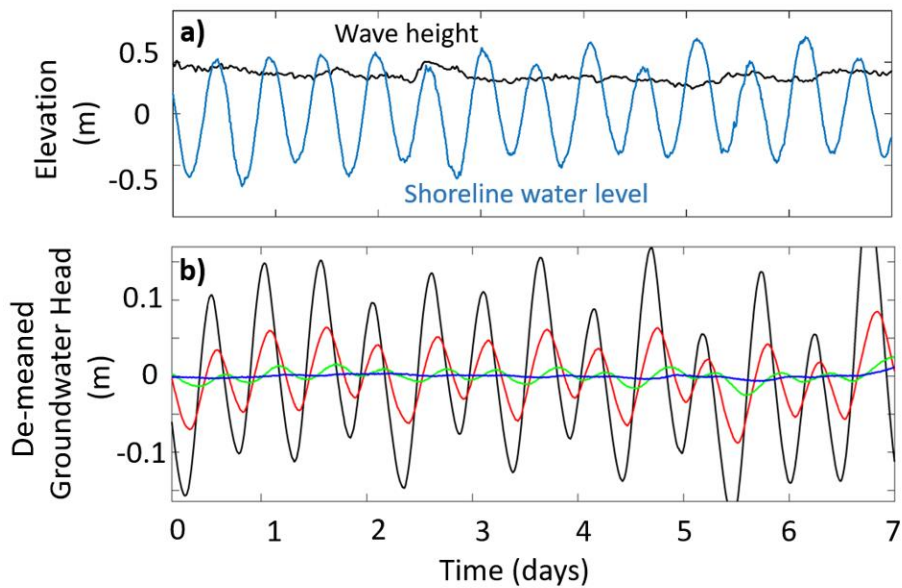 a)
Wave height
0.5
0
-0.5
Elevation
(m)
Shoreline water level
b)
0.1
0
-0.1
De-meaned
Groundwater Head
(m)
0 1 2 3 4 5 6 7
Time (days)